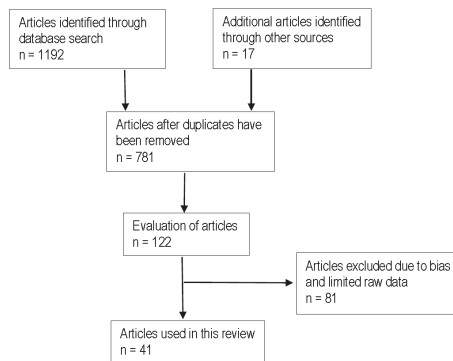 Articles identified through
database search
n = 1192
Additional articles identified
through other sources
n = 17
Articles after duplicates have
been removed
n = 781
Evaluation of articles
n = 122
Articles excluded due to bias
and limited raw data
n = 81
Articles used in this review
n = 41